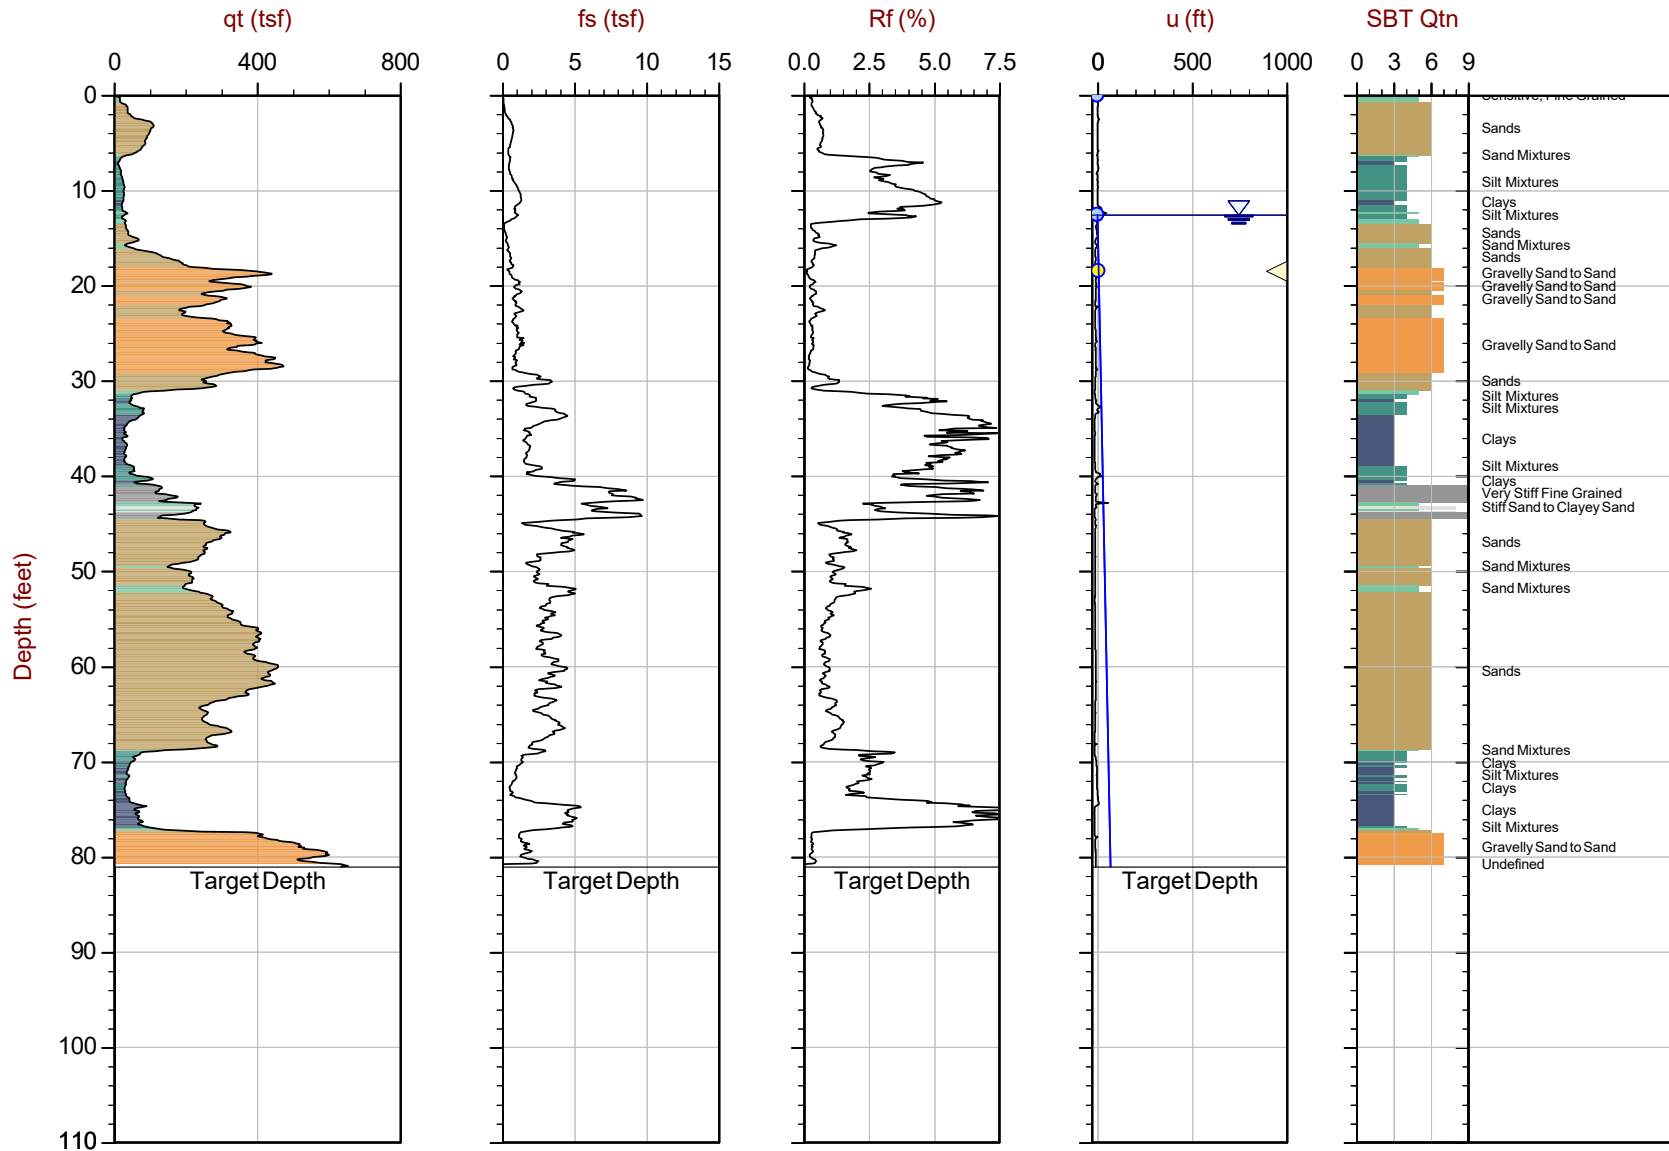 qt (tsf) fs (tsf) Rf (%) u (ft) SBT Qtn
0 400 800 0 5 10 15 0.0 2.5 5.0 7.5 0 500 1000 0 3 6 9
0
10
20
30
40
50
60
70
80
90
100
110
Depth (feet)
Target Depth Target Depth Target Depth Target Depth
Sensitive, Fine Grained
Sands
Sand Mixtures
Silt Mixtures
Clays
Silt Mixtures
Sands
Sand Mixtures
Sands
Gravelly Sand to Sand
Gravelly Sand to Sand
Gravelly Sand to Sand
Gravelly Sand to Sand
Sands
Silt Mixtures
Silt Mixtures
Clays
Silt Mixtures
Clays
Very Stiff Fine Grained
Stiff Sand to Clayey Sand
Sands
Sand Mixtures
Sand Mixtures
Sands
Sand Mixtures
Clays
Silt Mixtures
Clays
Clays
Silt Mixtures
Gravelly Sand to Sand
Undefined